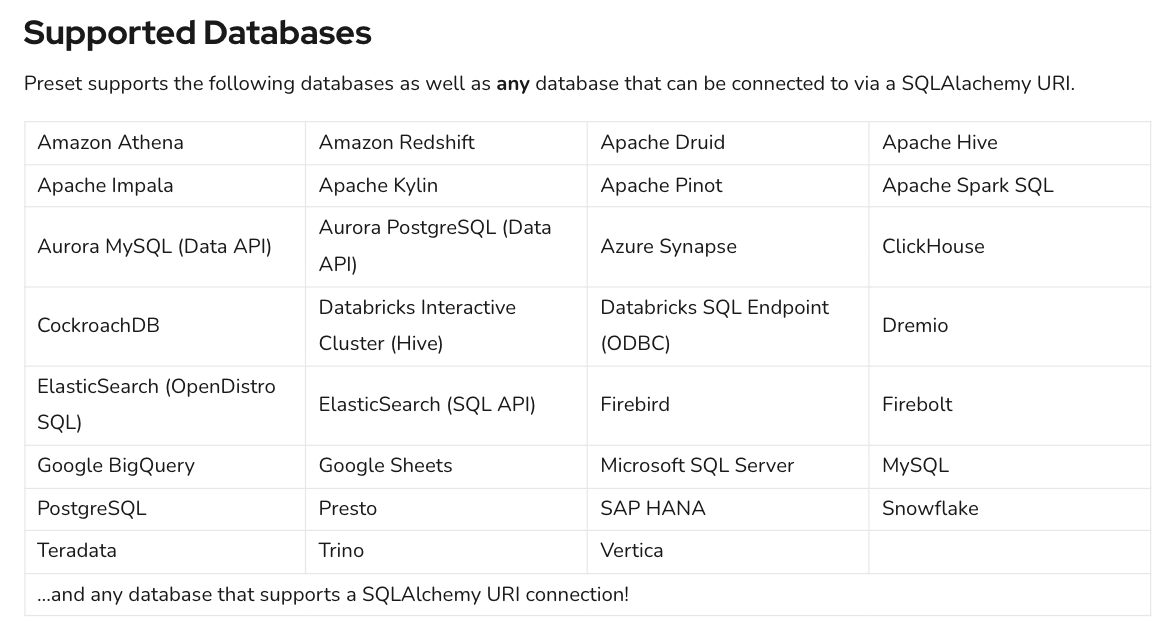 Supported Databases
Preset supports the following databases as well as any database that can be connected to via a SQLAlachemy URI.
Amazon Athena
Amazon Redshift
Apache Druid
Apache Hive
Apache Impala
Apache Kylin
Apache Pinot
Apache Spark SQL
Aurora MySQL (Data API)
Aurora PostgreSQL (Data
API)
Azure Synapse
ClickHouse
CockroachDB
Databricks Interactive
Cluster (Hive)
Databricks SQL Endpoint
(ODBC)
Dremio
ElasticSearch (OpenDistro
SQL)
ElasticSearch (SQL API)
Firebird
Firebolt
Google BigQuery
Google Sheets
Microsoft SQL Server
MySQL
PostgreSQL
Presto
SAP HANA
Snowflake
Teradata
Trino
Vertica
...and any database that supports a SQLAlchemy URI connection!